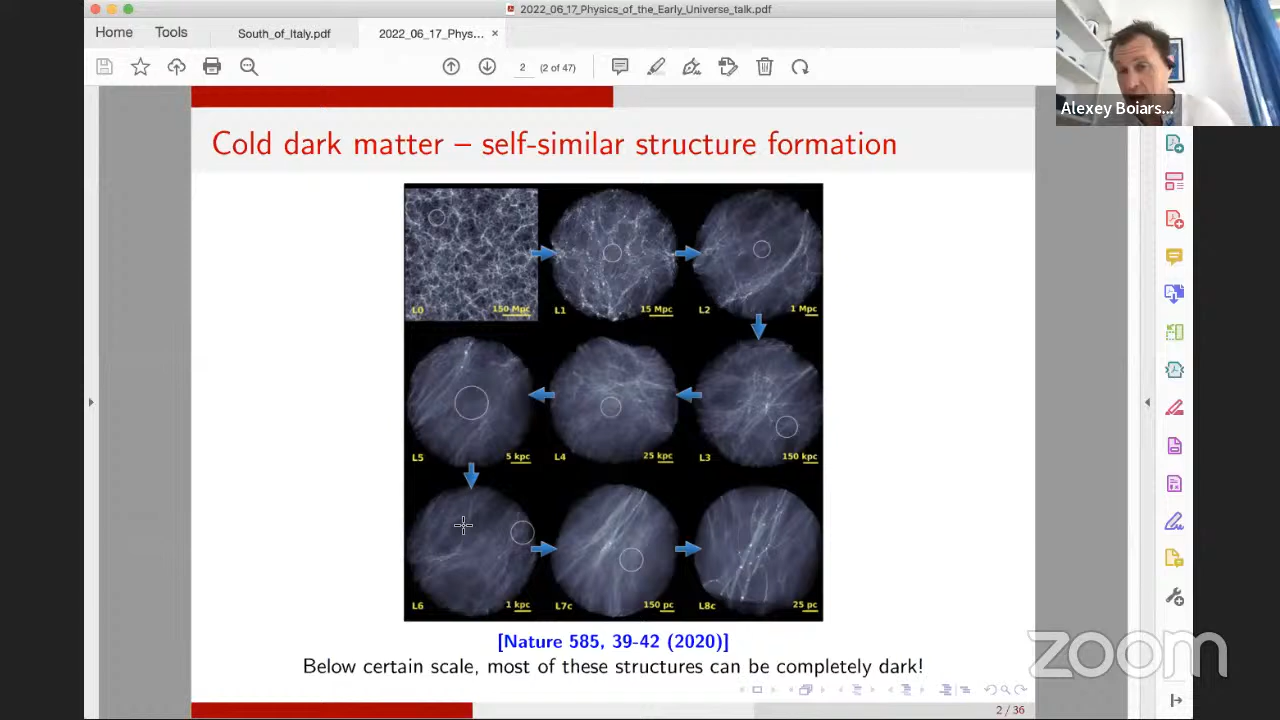 2022_06_17_Physics_of_the_Early_Universe_talk.pdf
Home Tools South_of_Italy.pdf 2022_06_17_Phys... ×
2 (2 of 47)
Alexey Boiars...
Cold dark matter – self-similar structure formation
L0 150 Mpc L1 15 Mpc L2 1 Mpc
L5 5 kpc L4 25 kpc L3 150 kpc
L6 1 kpc L7c 150 pc L8c 25 pc
[Nature 585, 39-42 (2020)]
Below certain scale, most of these structures can be completely dark!
zoom
2 / 36